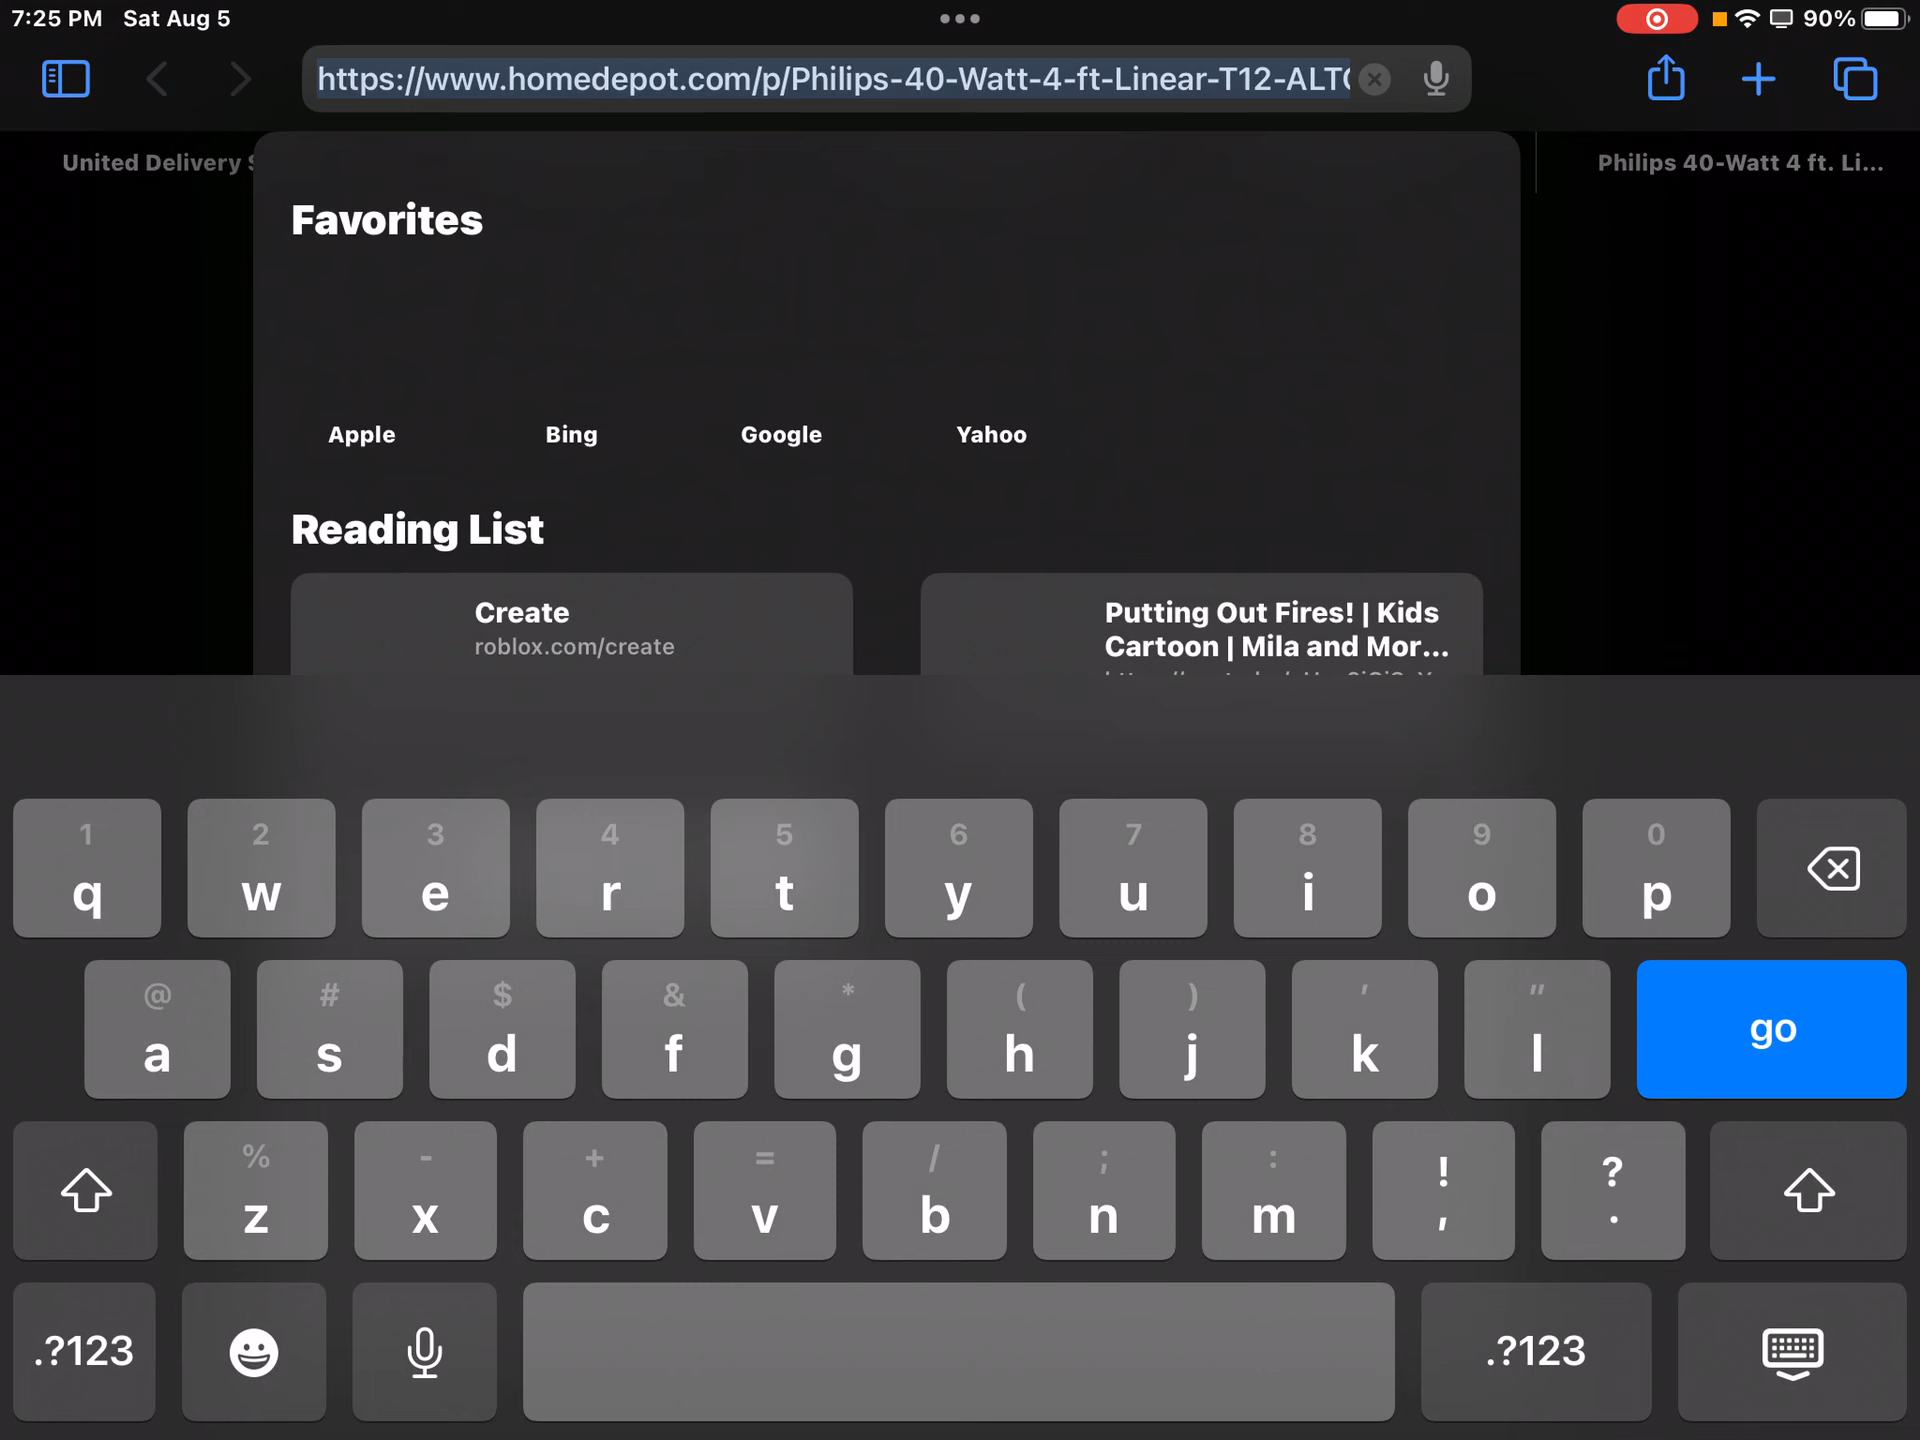 7:25 PM Sat Aug 5
90%
https://www.homedepot.com/p/Philips-40-Watt-4-ft-Linear-T12-ALTO
United Delivery
Philips 40-Watt 4 ft. Li...
Favorites
Apple Bing Google Yahoo
Reading List
Create
roblox.com/create
Putting Out Fires! | Kids
Cartoon | Mila and Mor...
1 2 3 4 5 6 7 8 9 0
q w e r t y u i o p
@ # $ & * ( ) ' "
a s d f g h j k l go
% - + = / ; : ! ?
z x c v b n m , .
.?123 .?123